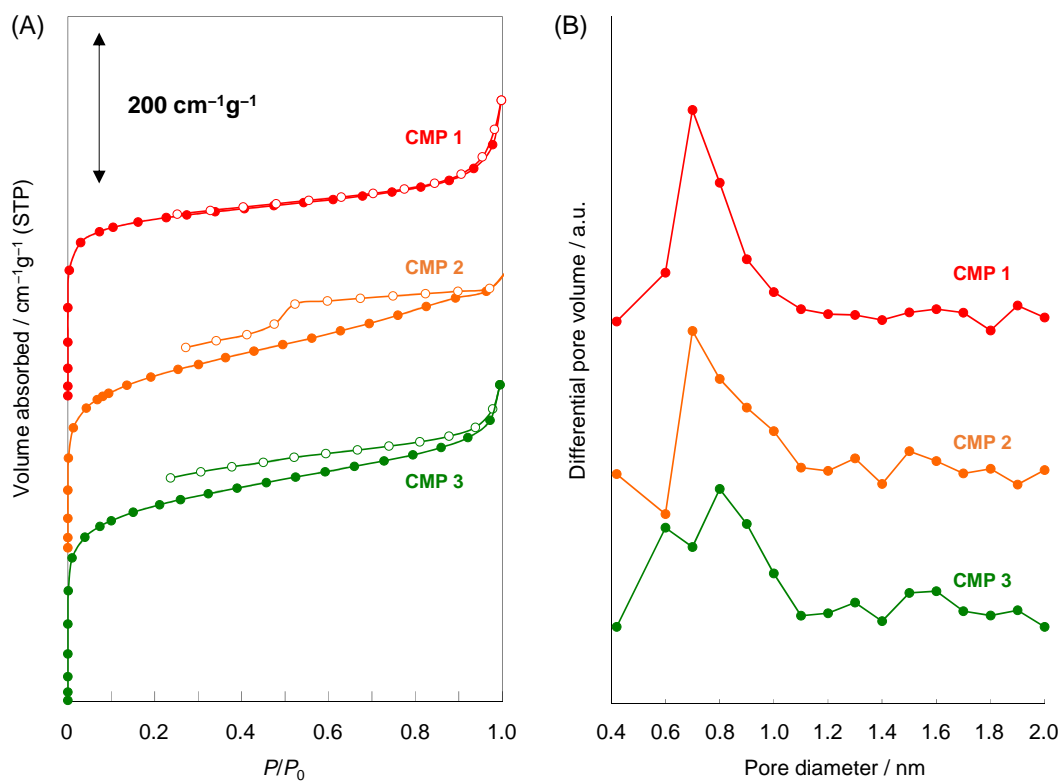 (A)
200 cm⁻¹g⁻¹
CMP 1
CMP 2
CMP 3
Volume absorbed / cm⁻¹g⁻¹ (STP)
0 0.2 0.4 0.6 0.8 1.0
P/P₀
(B)
CMP 1
CMP 2
CMP 3
Differential pore volume / a.u.
0.4 0.6 0.8 1.0 1.2 1.4 1.6 1.8 2.0
Pore diameter / nm